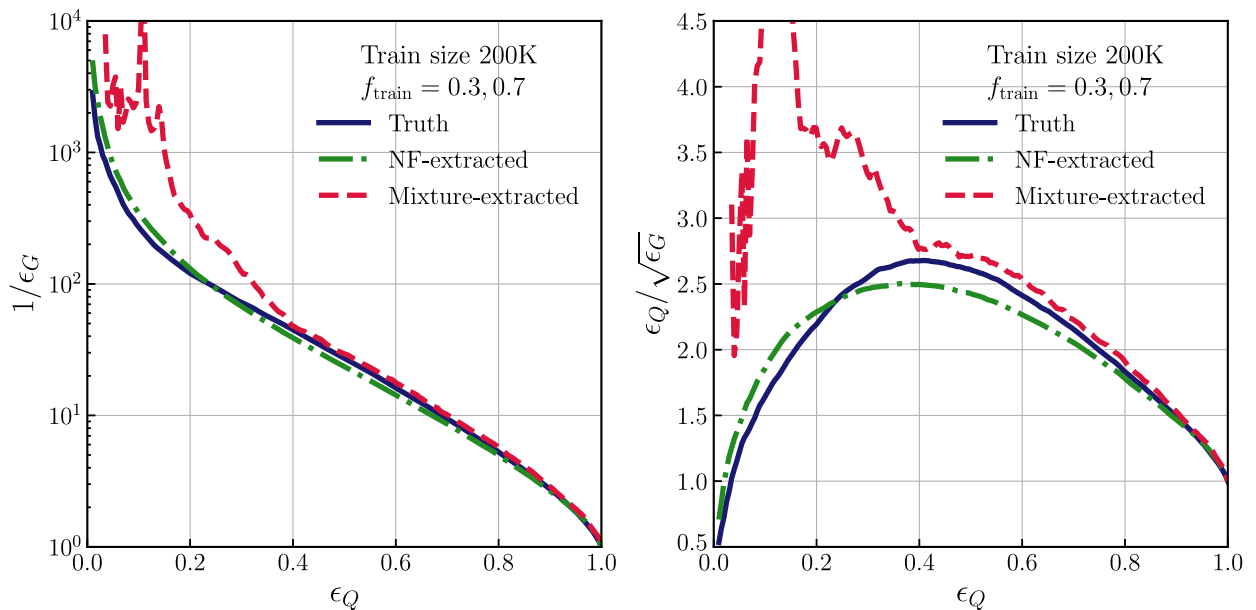 Train size 200K
f_train = 0.3, 0.7
Truth
NF-extracted
Mixture-extracted
10^4
10^3
10^2
10^1
10^0
1/ϵ_G
0.0 0.2 0.4 0.6 0.8 1.0
ϵ_Q
Train size 200K
f_train = 0.3, 0.7
Truth
NF-extracted
Mixture-extracted
4.5
4.0
3.5
3.0
2.5
2.0
1.5
1.0
0.5
ϵ_Q/√ϵ_G
0.0 0.2 0.4 0.6 0.8 1.0
ϵ_Q